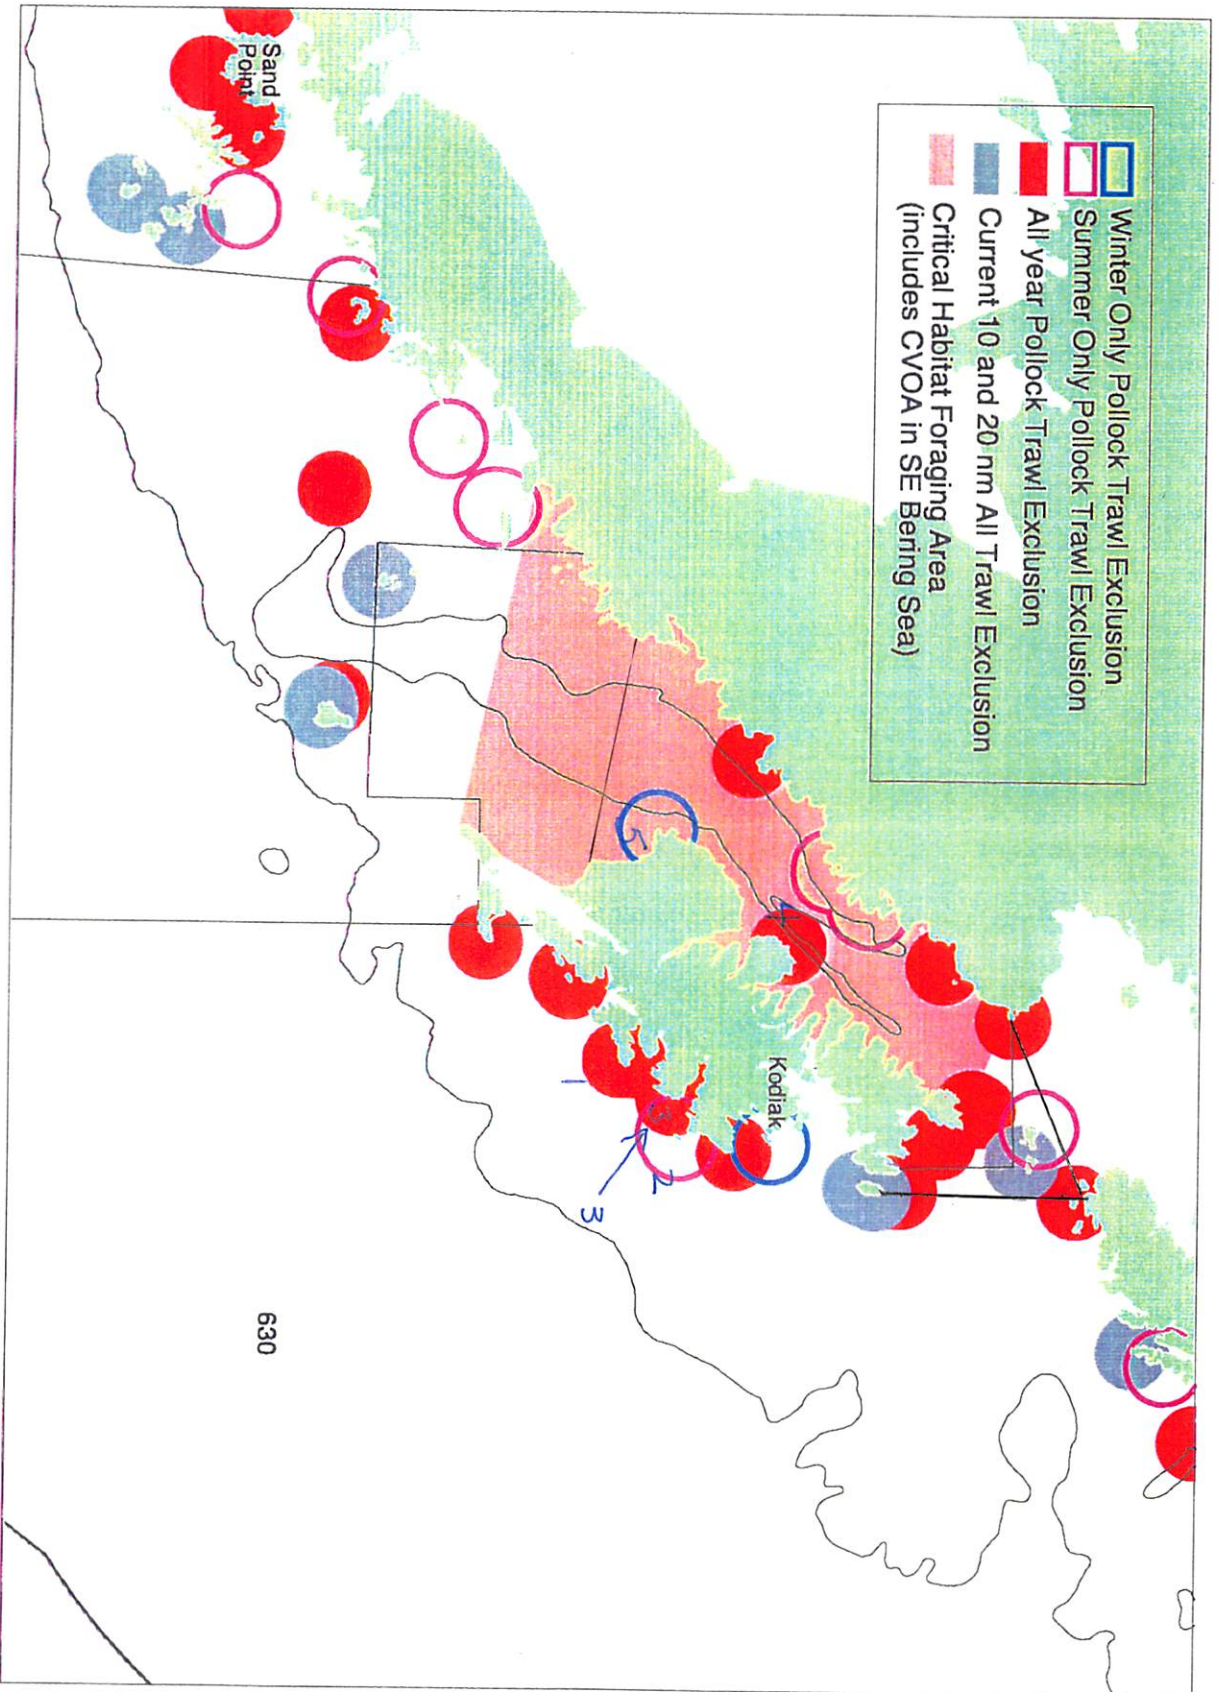 Winter Only Pollock Trawl Exclusion
Summer Only Pollock Trawl Exclusion
All year Pollock Trawl Exclusion
Current 10 and 20 nm All Trawl Exclusion
Critical Habitat Foraging Area
(includes CVOA in SE Bering Sea)
Sand
Point
Kodiak
630
1
2
3
4
5